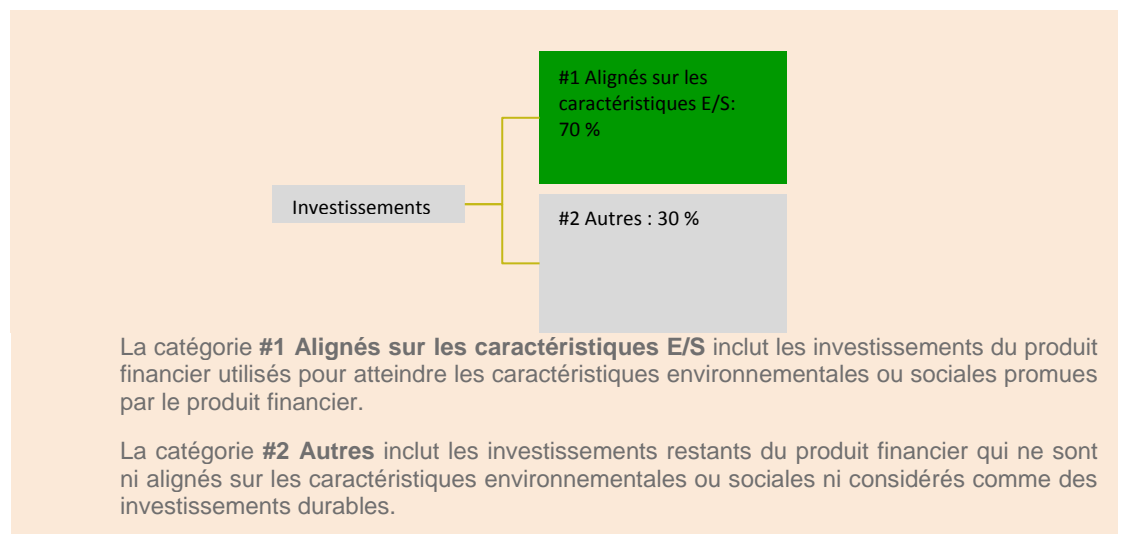 #1 Alignés sur les
caractéristiques E/S:
70 %
Investissements
#2 Autres : 30 %
La catégorie #1 Alignés sur les caractéristiques E/S inclut les investissements du produit
financier utilisés pour atteindre les caractéristiques environnementales ou sociales promues
par le produit financier.
La catégorie #2 Autres inclut les investissements restants du produit financier qui ne sont
ni alignés sur les caractéristiques environnementales ou sociales ni considérés comme des
investissements durables.